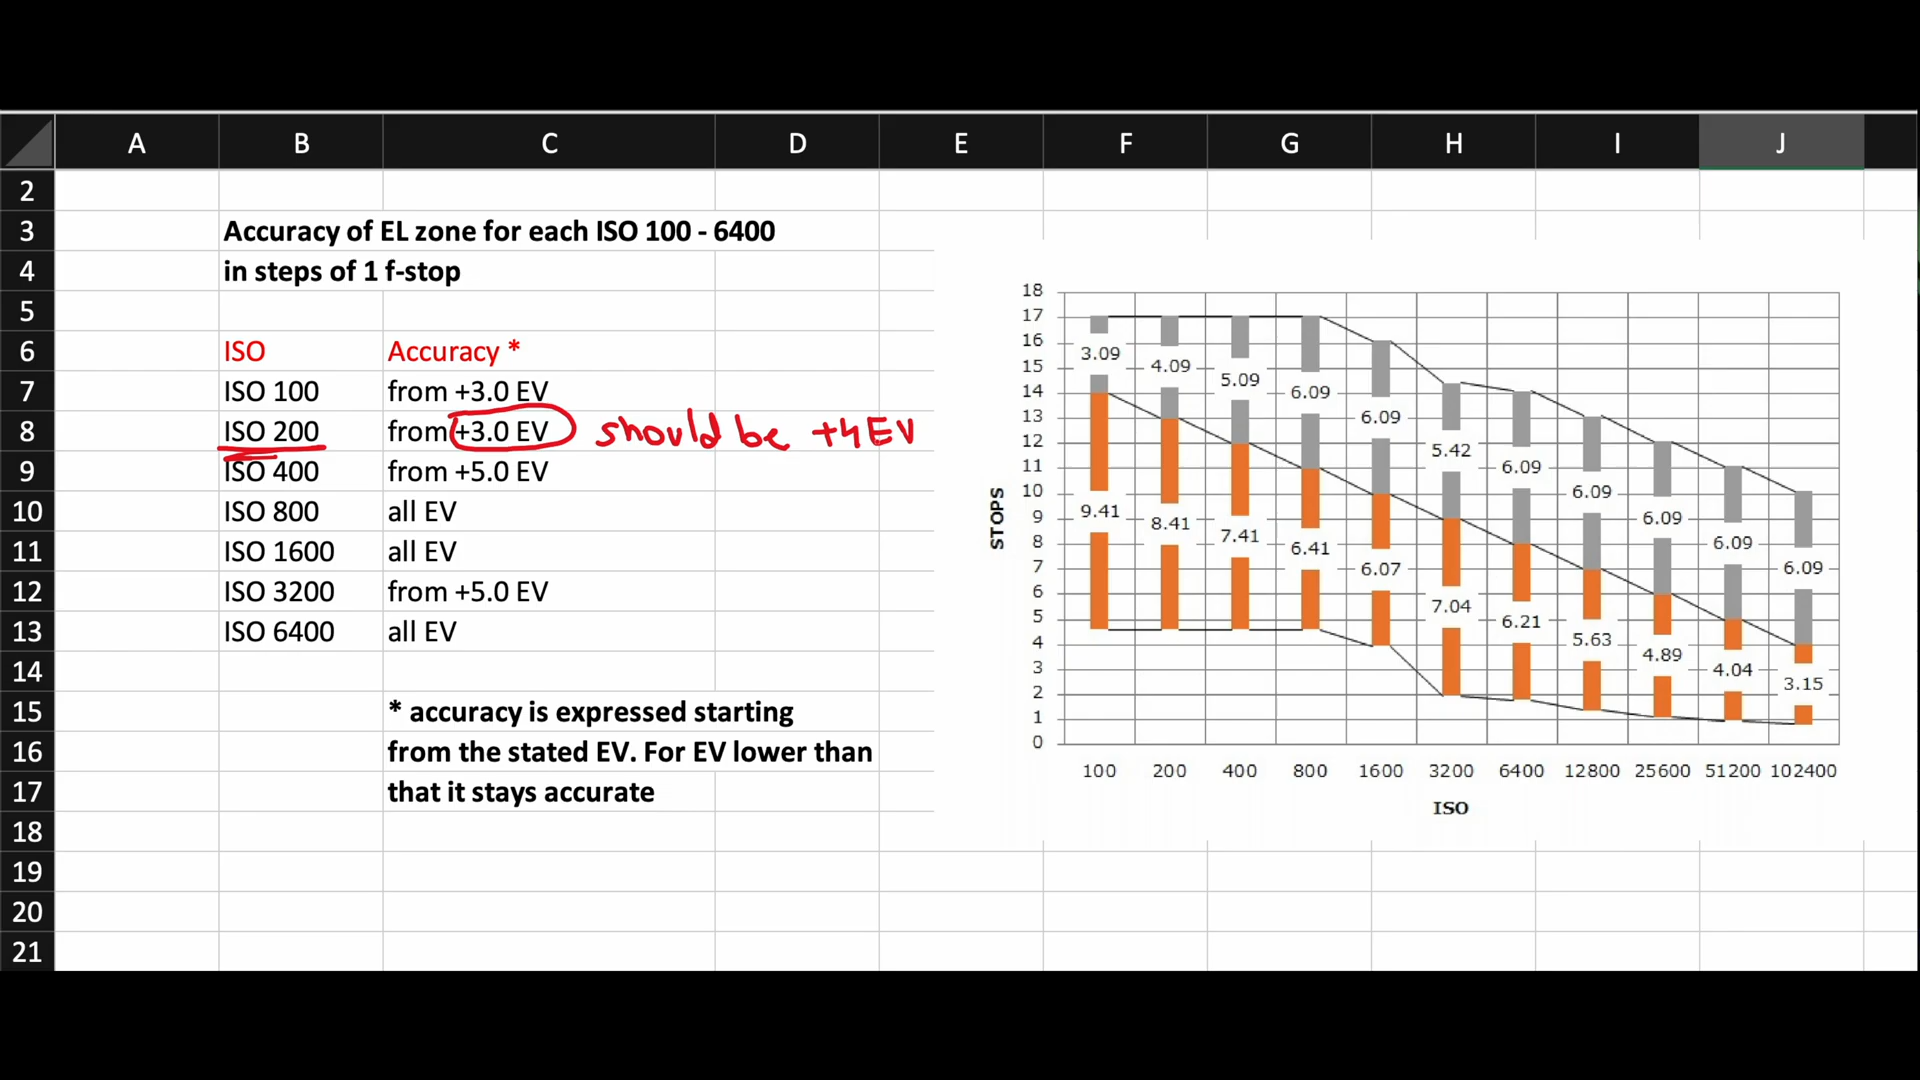 A B C D E F G H I J
2
3 Accuracy of EL zone for each ISO 100 - 6400
4 in steps of 1 f-stop
5
6 ISO Accuracy *
7 ISO 100 from +3.0 EV
8 ISO 200 from +3.0 EV should be +4EV
9 ISO 400 from +5.0 EV
10 ISO 800 all EV
11 ISO 1600 all EV
12 ISO 3200 from +5.0 EV
13 ISO 6400 all EV
14
15 * accuracy is expressed starting
16 from the stated EV. For EV lower than
17 that it stays accurate
18
19
20
21
STOPS
18
17
16
15
14
13
12
11
10
9
8
7
6
5
4
3
2
1
0
3.09 4.09 5.09 6.09 6.09 5.42 6.09 6.09 6.09 6.09 6.09
9.41 8.41 7.41 6.41 6.07 7.04 6.21 5.63 4.89 4.04 3.15
100 200 400 800 1600 3200 6400 12800 25600 51200 102400
ISO